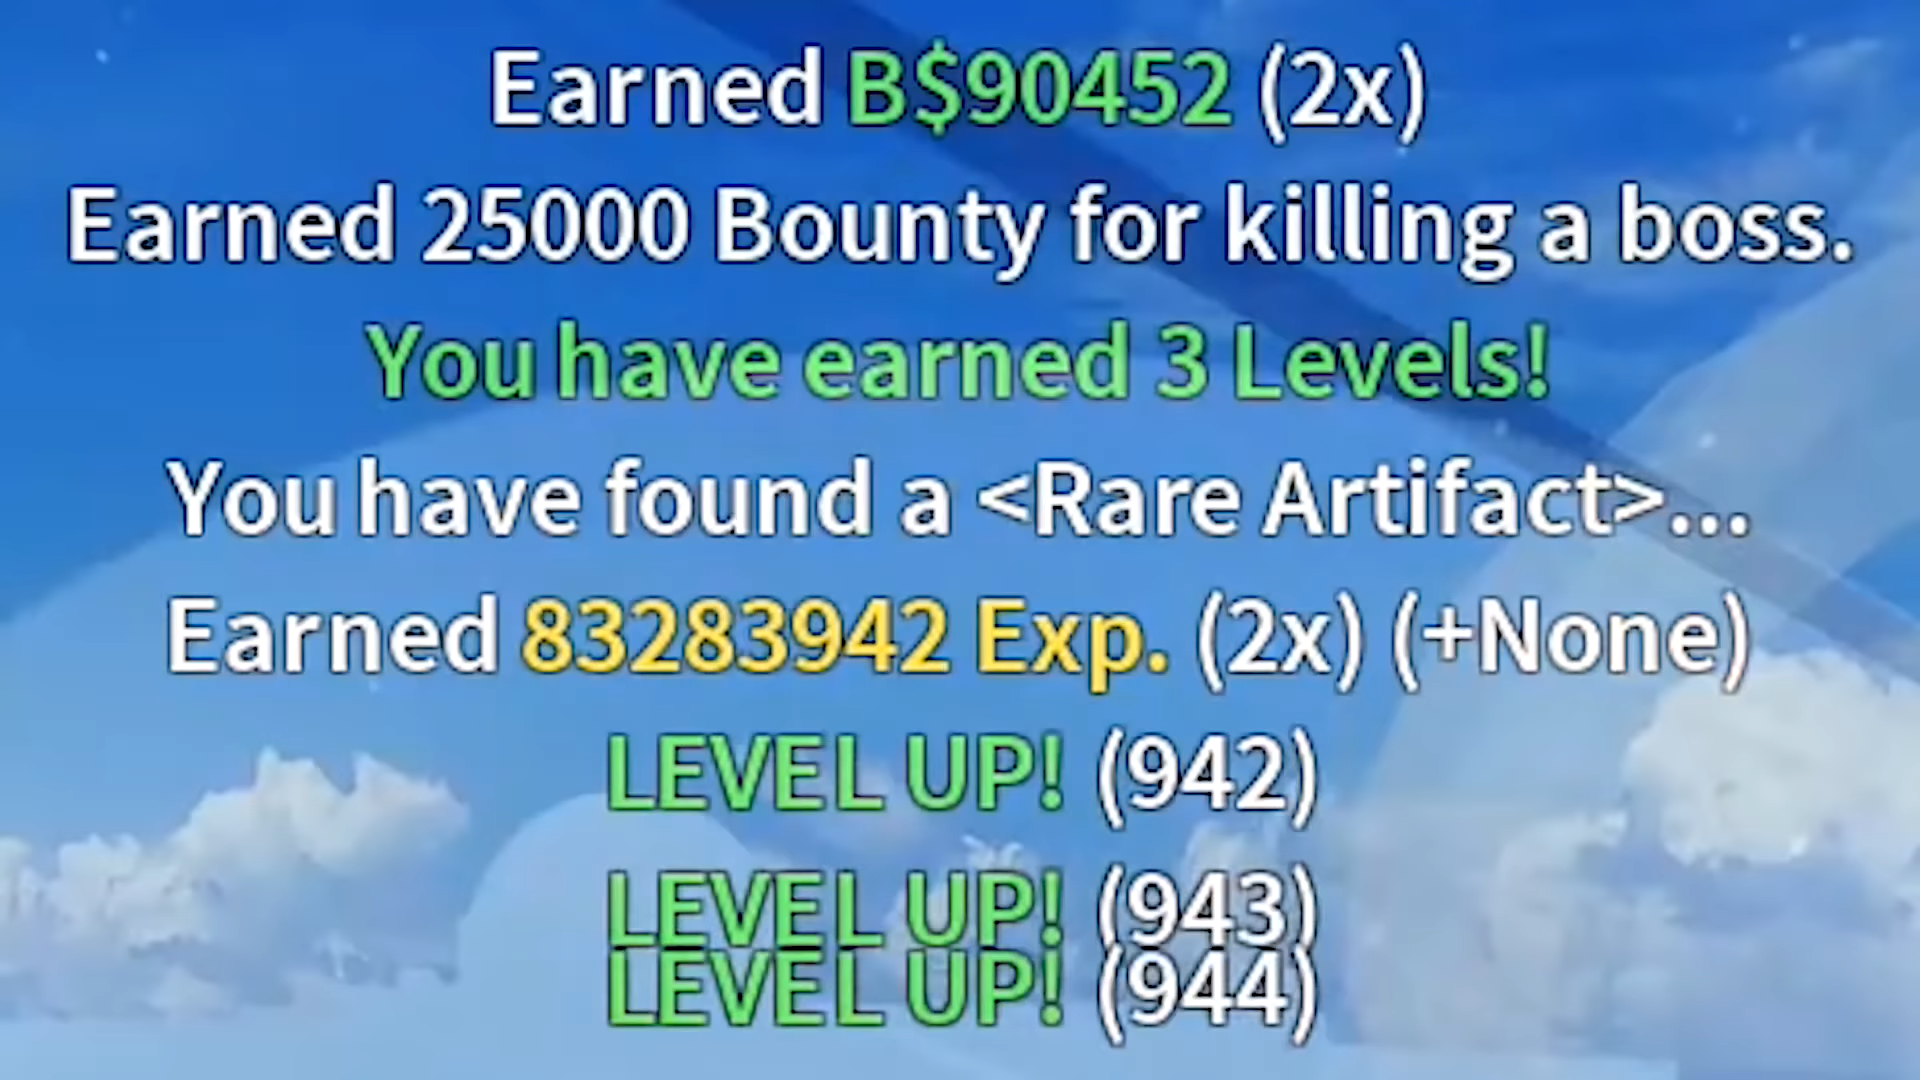 Earned B$90452 (2x)
Earned 25000 Bounty for killing a boss.
You have earned 3 Levels!
You have found a <Rare Artifact>...
Earned 83283942 Exp. (2x) (+None)
LEVEL UP! (942)
LEVEL UP! (943)
LEVEL UP! (944)